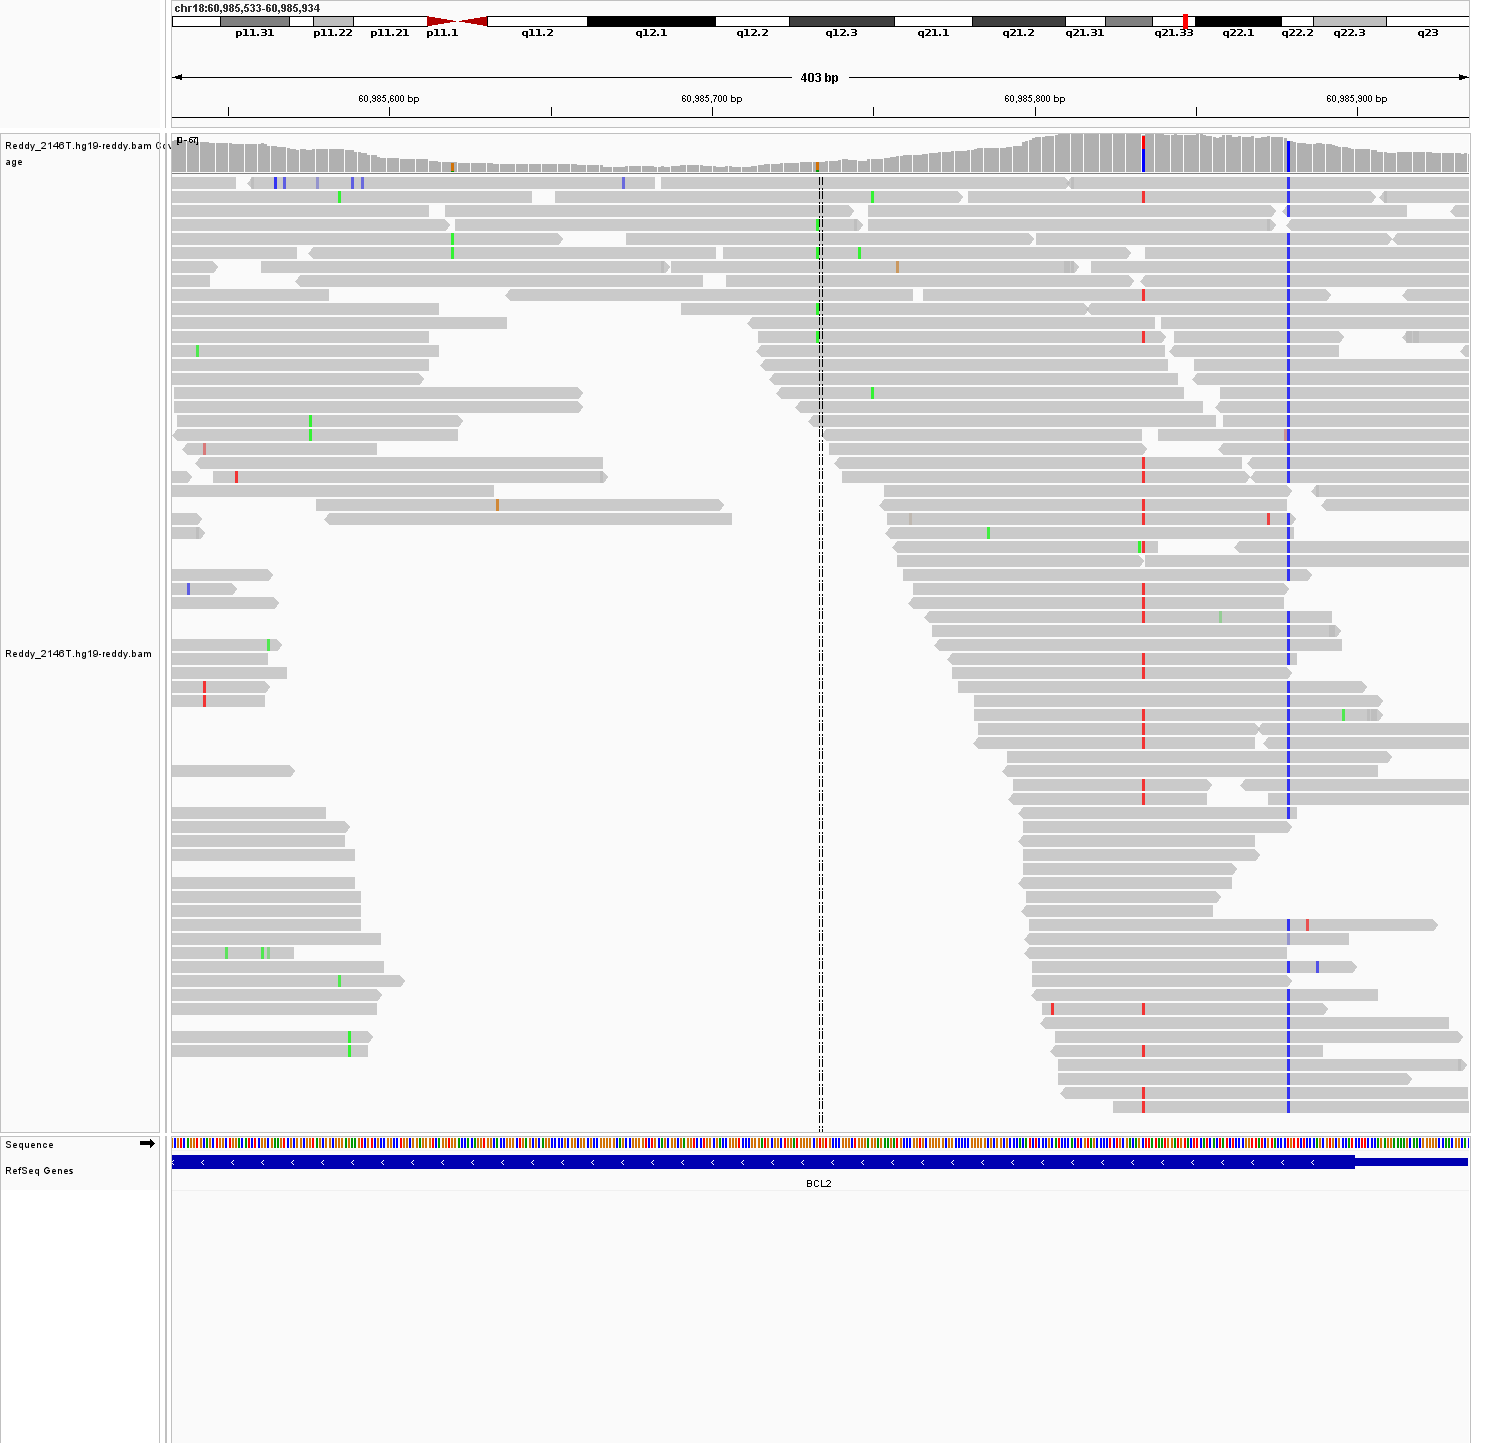 chr18:60,985,533-60,985,934
p11.31 p11.22 p11.21 p11.1 q11.2 q12.1 q12.2 q12.3 q21.1 q21.2 q21.31 q21.33 q22.1 q22.2 q22.3 q23
403 bp
60,985,600 bp 60,985,700 bp 60,985,800 bp 60,985,900 bp
Reddy_2146T.hg19-reddy.bam Cov
age
[0 - 67]
Reddy_2146T.hg19-reddy.bam
Sequence
RefSeq Genes
BCL2